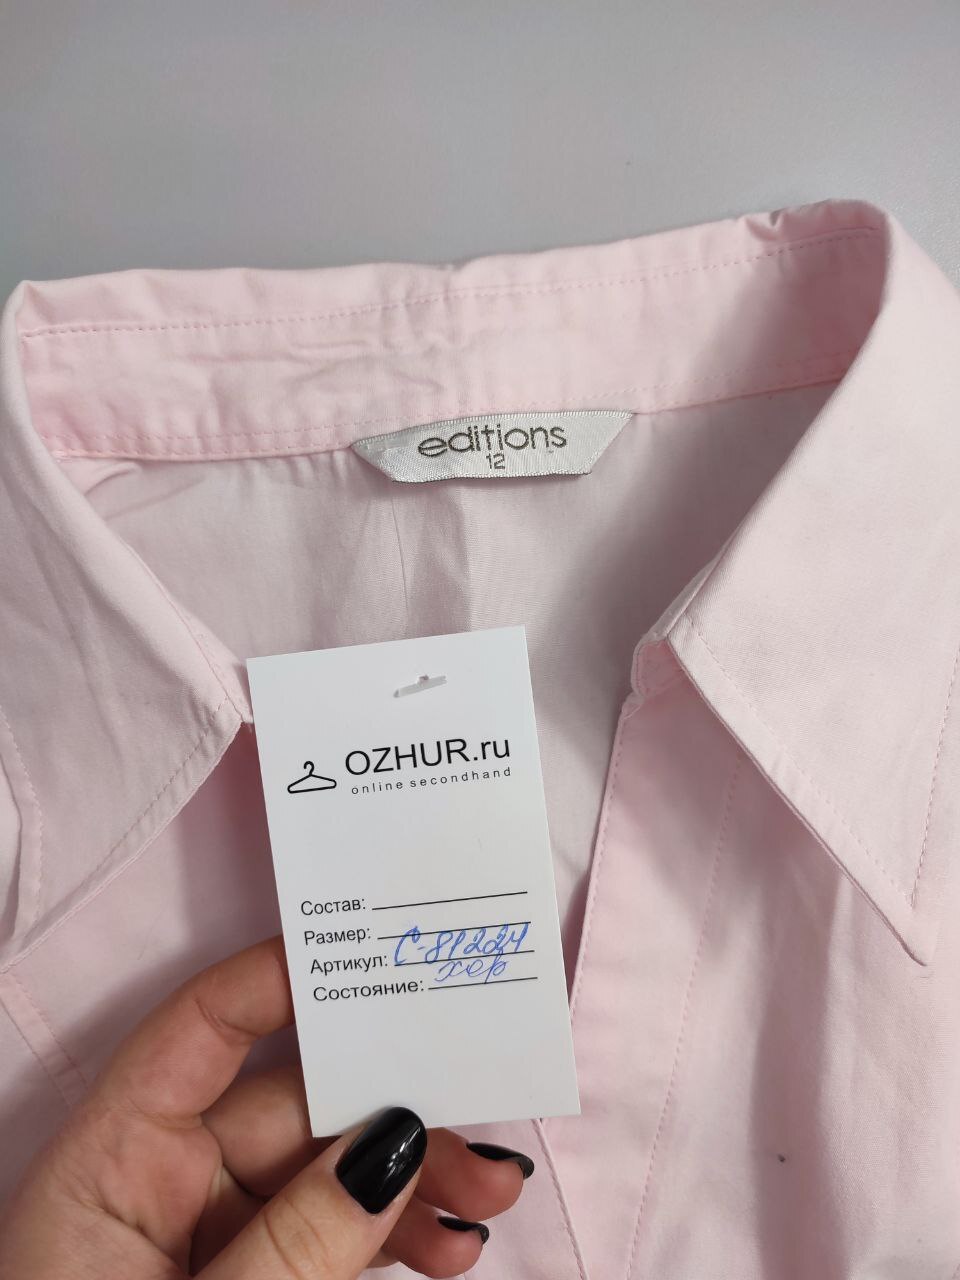 editions
12
OZHUR.ru
online secondhand
Состав:
Размер:
Артикул: С-81224
Состояние: хор